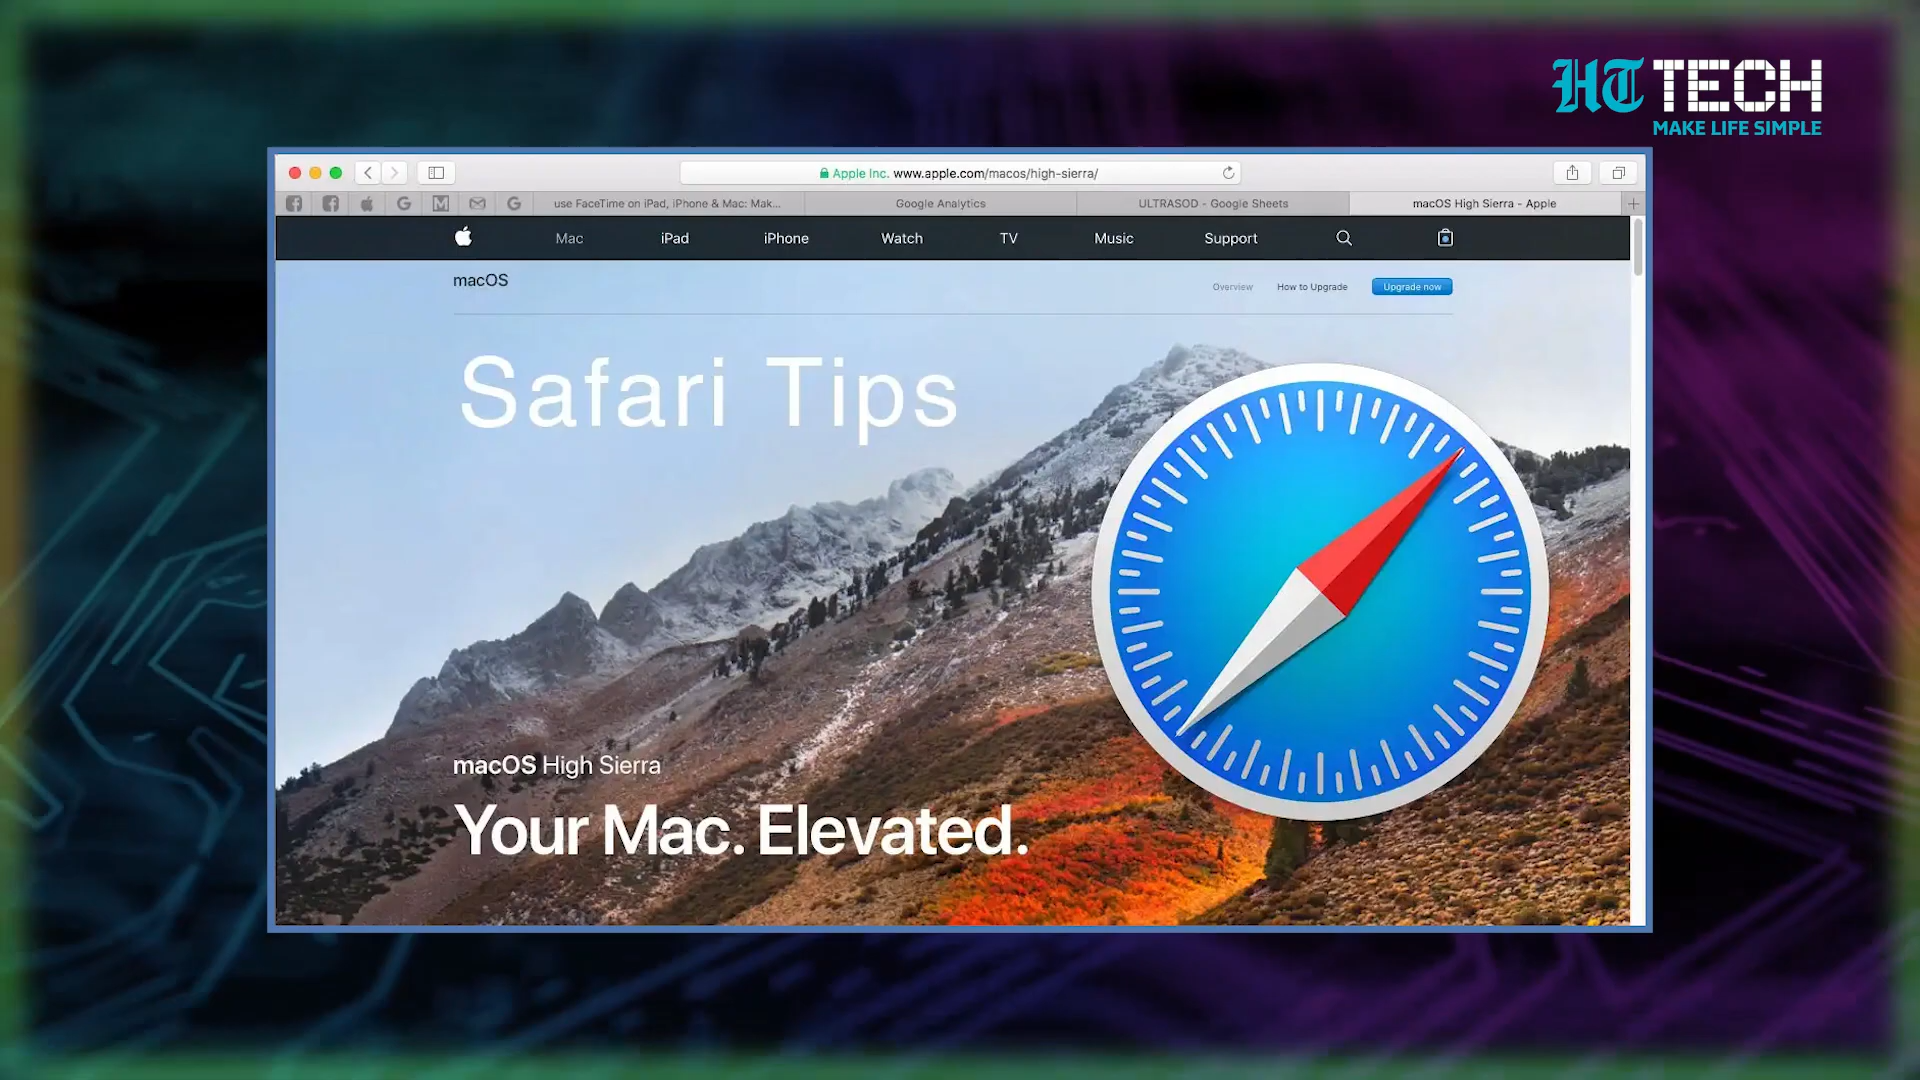 HT TECH
MAKE LIFE SIMPLE
Apple Inc. www.apple.com/macos/high-sierra/
use FaceTime on iPad, iPhone & Mac: Mak...
Google Analytics
ULTRASOD - Google Sheets
macOS High Sierra - Apple
Mac
iPad
iPhone
Watch
TV
Music
Support
macOS
Overview
How to Upgrade
Upgrade now
Safari Tips
macOS High Sierra
Your Mac. Elevated.